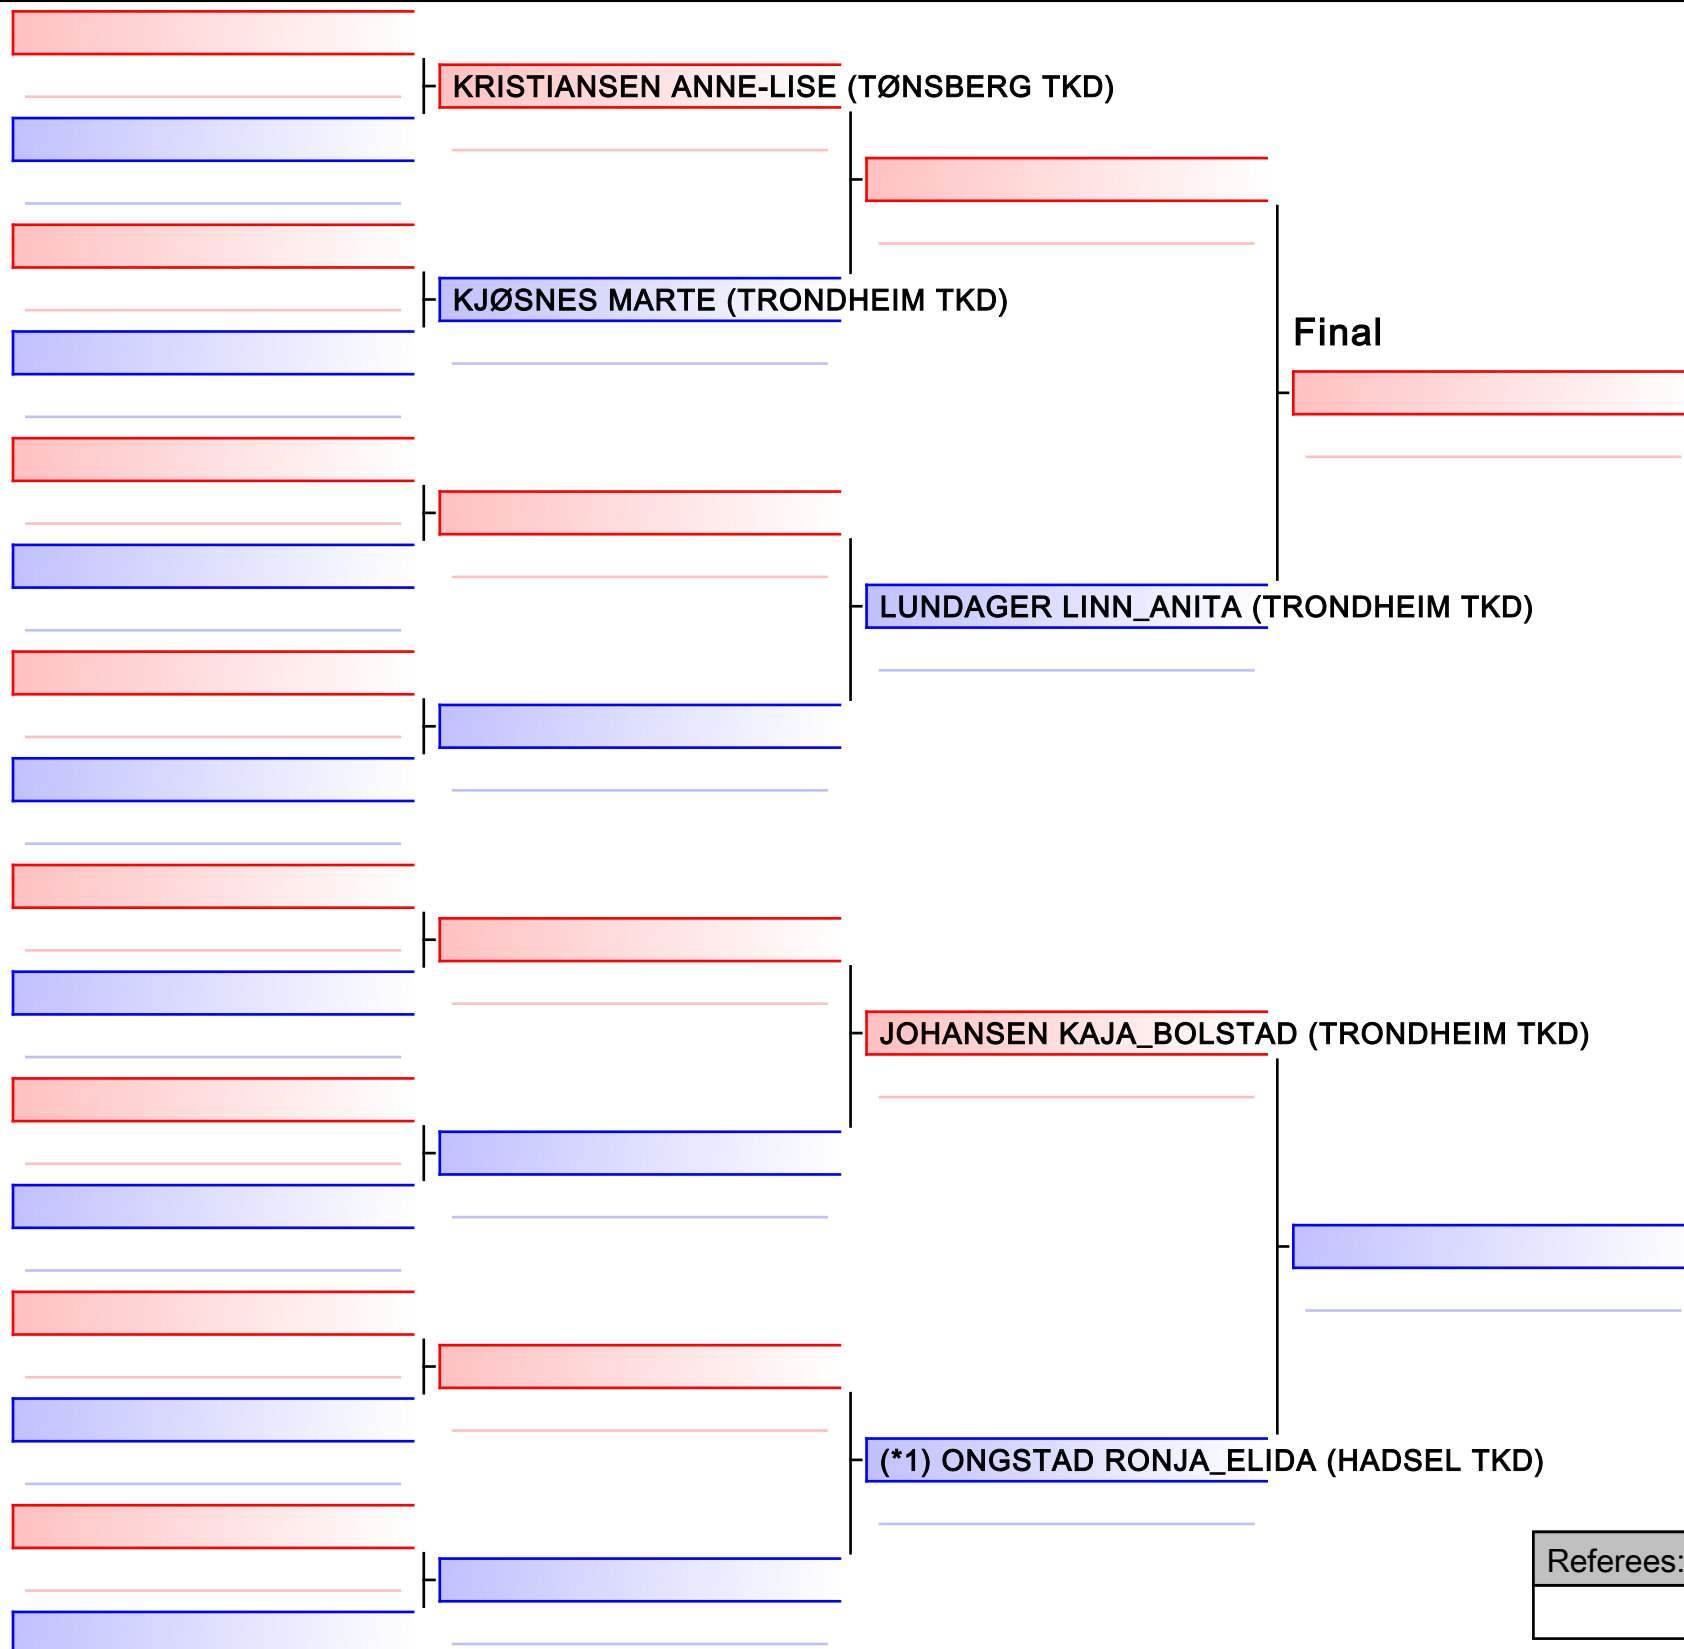 KRISTIANSEN ANNE-LISE (TØNSBERG TKD)
KJØSNES MARTE (TRONDHEIM TKD)
Final
LUNDAGER LINN_ANITA (TRONDHEIM TKD)
JOHANSEN KAJA_BOLSTAD (TRONDHEIM TKD)
(*1) ONGSTAD RONJA_ELIDA (HADSEL TKD)
Referees: